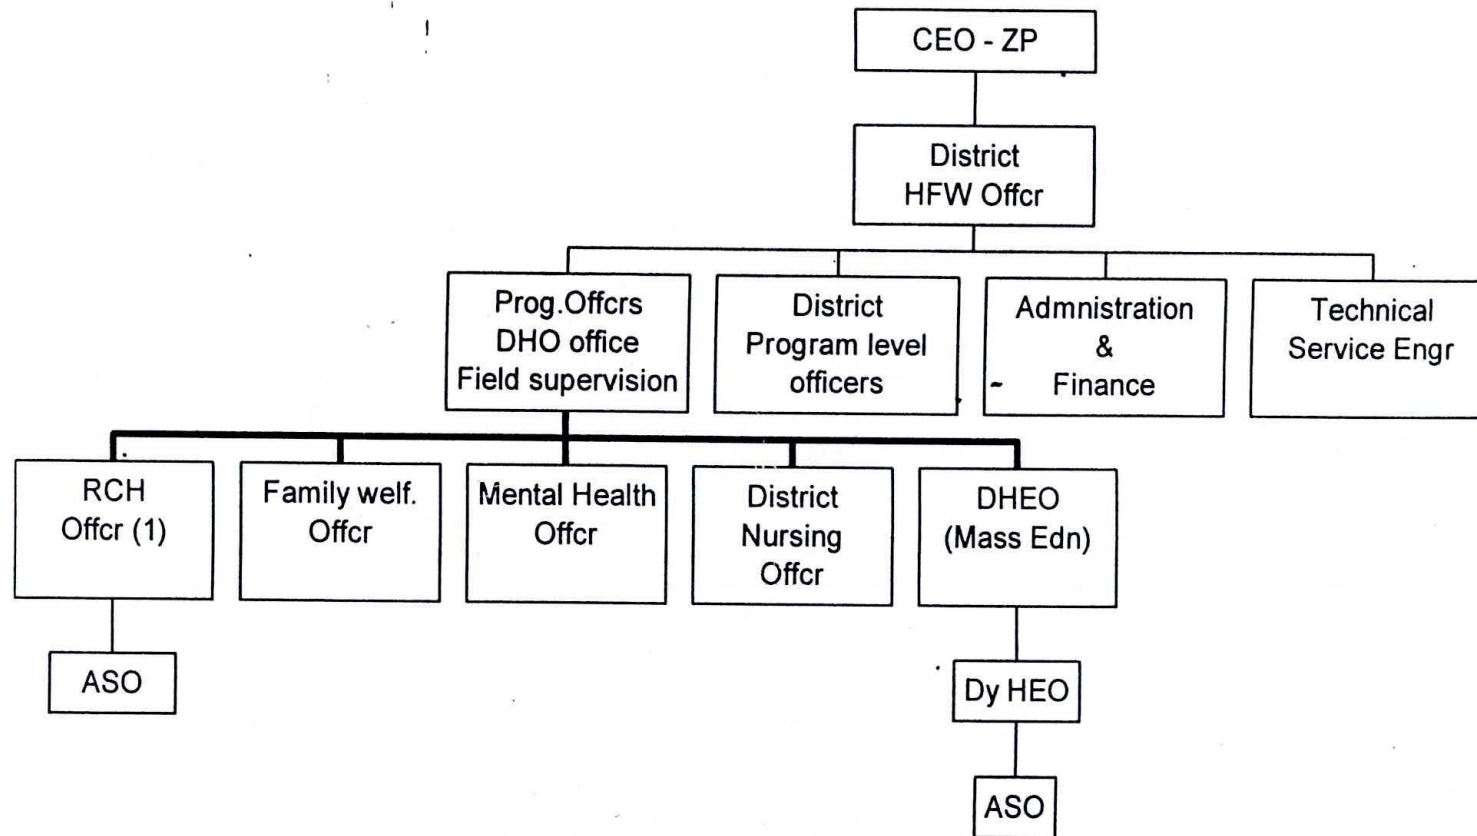 CEO - ZP
District
HFW Offcr
Prog.Offcrs
DHO office
Field supervision
District
Program level
officers
Admnistration
&
Finance
Technical
Service Engr
RCH
Offcr (1)
Family welf.
Offcr
Mental Health
Offcr
District
Nursing
Offcr
DHEO
(Mass Edn)
ASO
Dy HEO
ASO